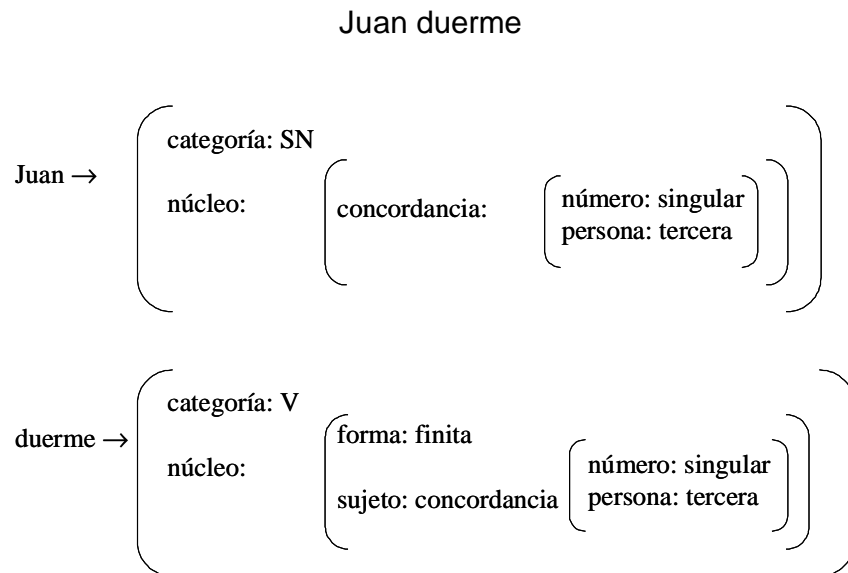 Juan duerme
categoría: SN
Juan →
núcleo:
concordancia:
número: singular
persona: tercera
categoría: V
duerme →
núcleo:
forma: finita
sujeto: concordancia
número: singular
persona: tercera